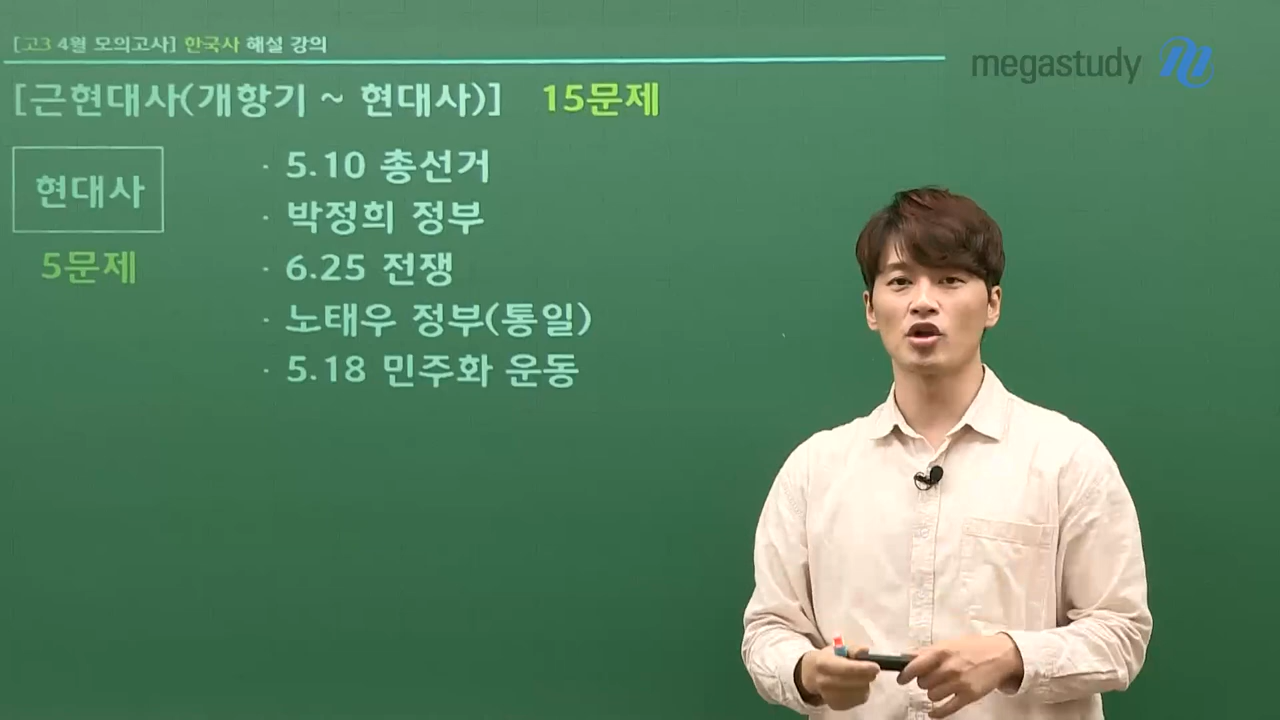 [고3 4월 모의고사] 한국사 해설 강의
megastudy
[근현대사(개항기 ~ 현대사)] 15문제
현대사
5문제
· 5.10 총선거
· 박정희 정부
· 6.25 전쟁
· 노태우 정부(통일)
· 5.18 민주화 운동